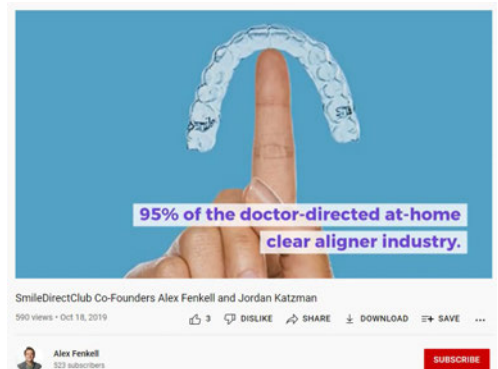 95% of the doctor-directed at-home
clear aligner industry.
SmileDirectClub Co-Founders Alex Fenkell and Jordan Katzman
590 views • Oct 18, 2019
3 DISLIKE SHARE DOWNLOAD SAVE ...
Alex Fenkell
523 subscribers
SUBSCRIBE